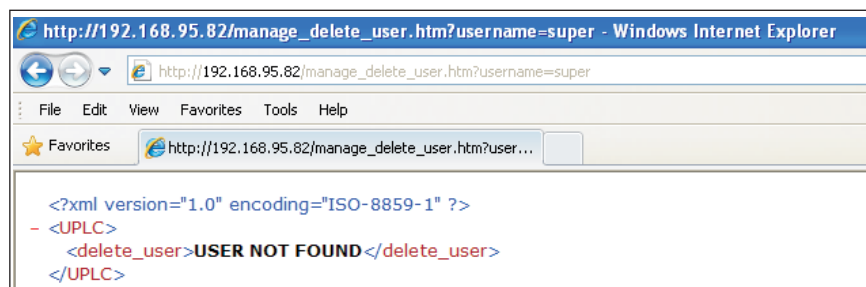 http://192.168.95.82/manage_delete_user.htm?username=super - Windows Internet Explorer
http://192.168.95.82/manage_delete_user.htm?username=super
File Edit View Favorites Tools Help
Favorites http://192.168.95.82/manage_delete_user.htm?user...
<?xml version="1.0" encoding="ISO-8859-1" ?>
- <UPLC>
<delete_user>USER NOT FOUND</delete_user>
</UPLC>